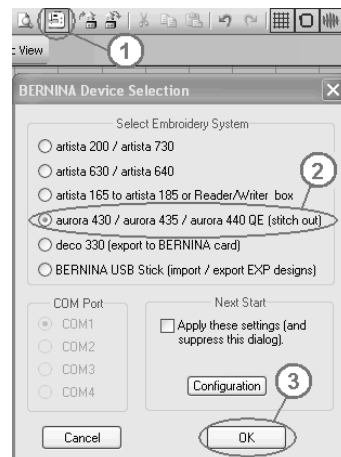 1
: View
BERNINA Device Selection
Select Embroidery System
artista 200 / artista 730
artista 630 / artista 640
2
artista 165 to artista 185 or Reader/Writer box
aurora 430 / aurora 435 / aurora 440 QE (stitch out)
deco 330 (export to BERNINA card)
BERNINA USB Stick (import / export EXP designs)
COM Port
COM1
COM2
COM3
COM4
Next Start
Apply these settings (and
suppress this dialog).
Configuration
3
Cancel
OK